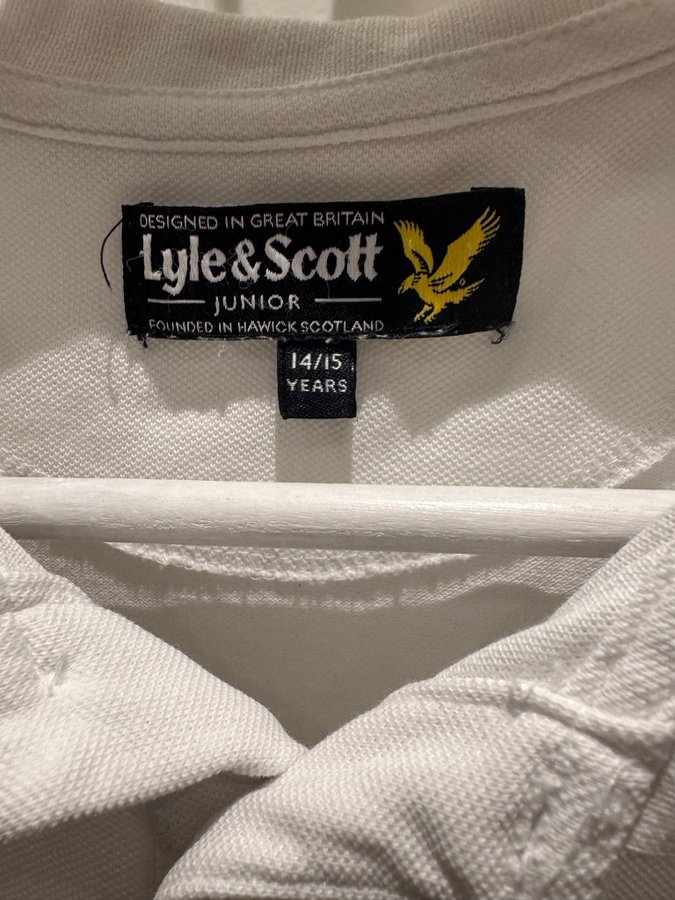 DESIGNED IN GREAT BRITAIN
Lyle&Scott
JUNIOR
FOUNDED IN HAWICK SCOTLAND
14/15
YEARS